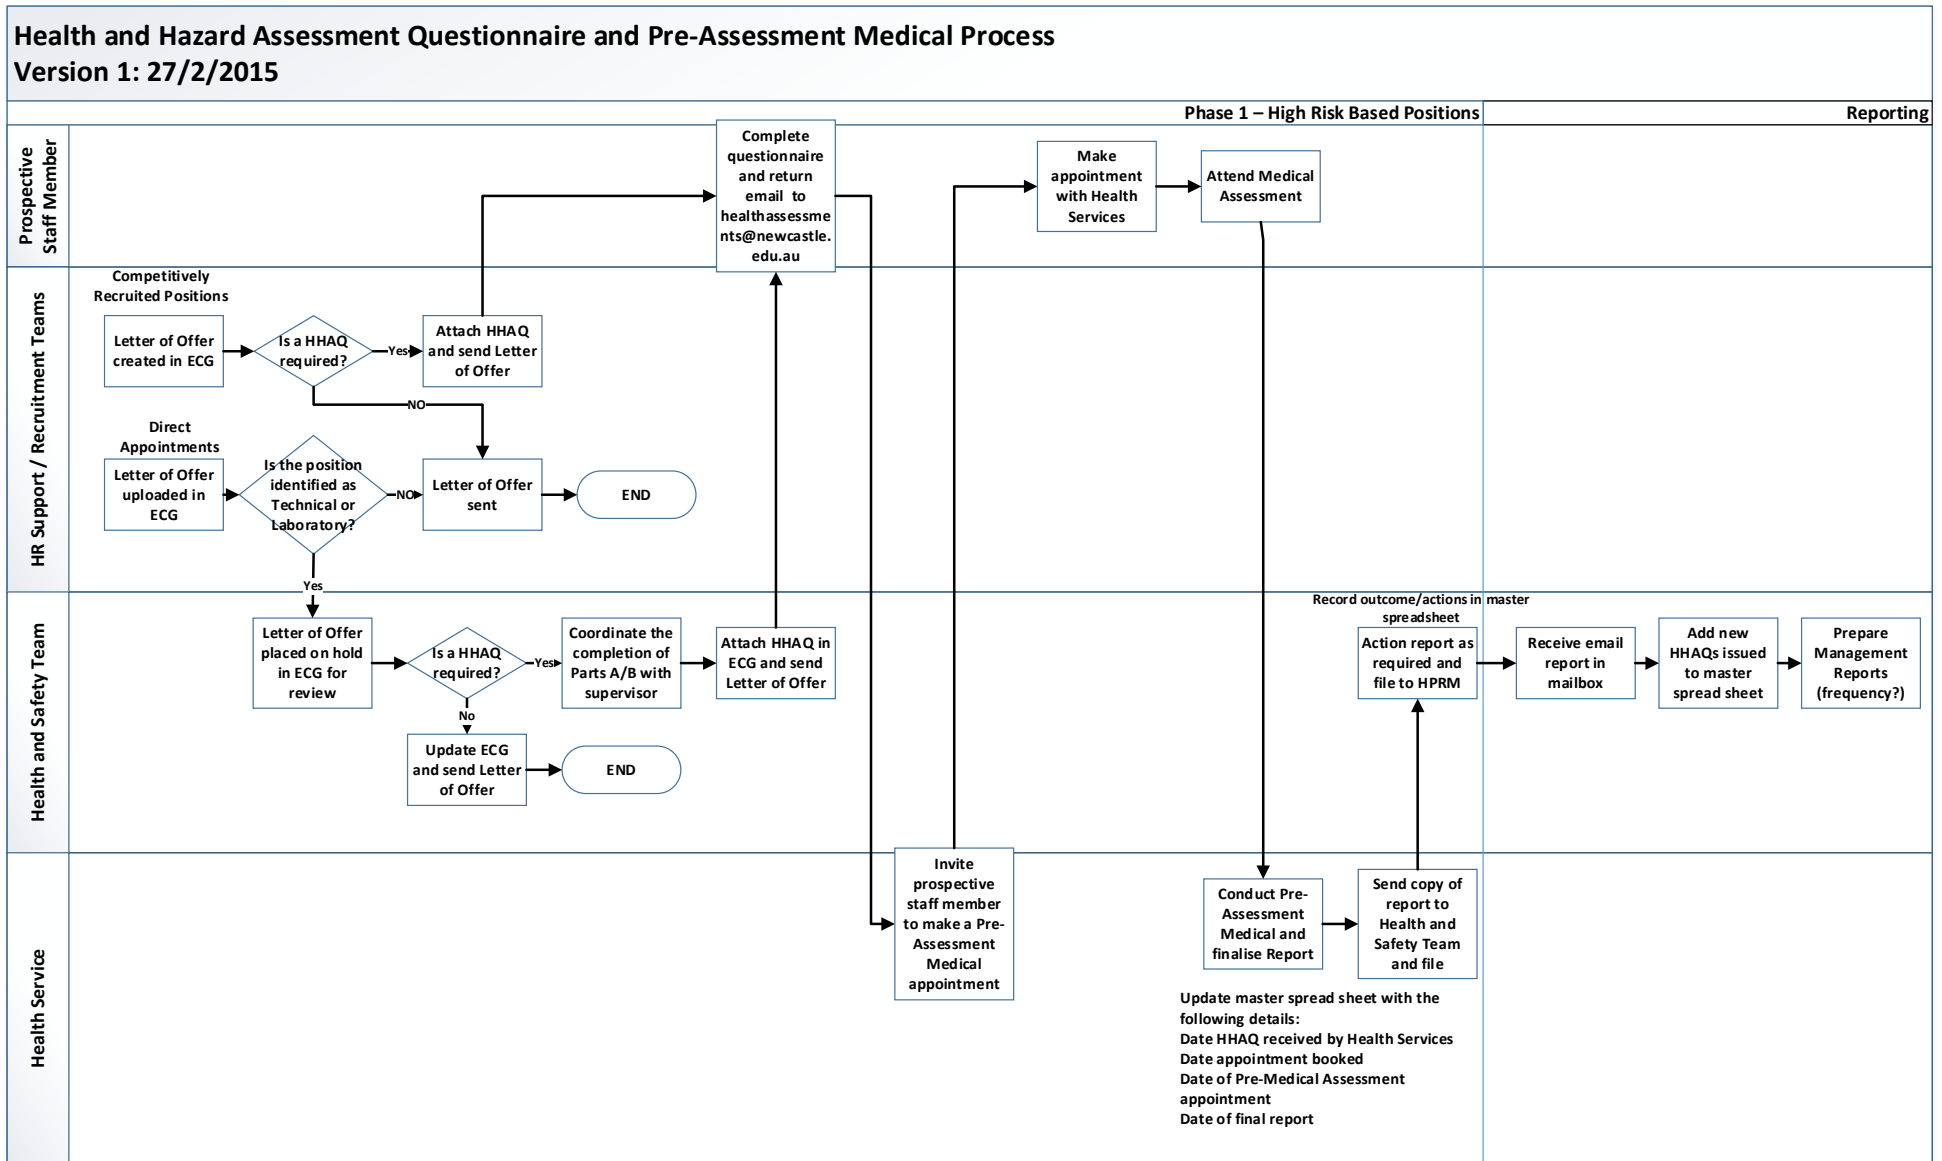 Health and Hazard Assessment Questionnaire and Pre-Assessment Medical Process
Version 1: 27/2/2015
Phase 1 – High Risk Based Positions
Reporting
Prospective
Staff Member
Complete
questionnaire
and return
email to
healthassessme
nts@newcastle.
edu.au
Make
appointment
with Health
Services
Attend Medical
Assessment
HR Support / Recruitment Teams
Competitively
Recruited Positions
Letter of Offer
created in ECG
Is a HHAQ
required?
Yes
Attach HHAQ
and send Letter
of Offer
NO
Direct
Appointments
Letter of Offer
uploaded in
ECG
Is the position
identified as
Technical or
Laboratory?
NO
Letter of Offer
sent
END
Yes
Health and Safety Team
Letter of Offer
placed on hold
in ECG for
review
Is a HHAQ
required?
Yes
Coordinate the
completion of
Parts A/B with
supervisor
Attach HHAQ in
ECG and send
Letter of Offer
No
Update ECG
and send Letter
of Offer
END
Record outcome/actions in master
spreadsheet
Action report as
required and
file to HPRM
Receive email
report in
mailbox
Add new
HHAQs issued
to master
spread sheet
Prepare
Management
Reports
(frequency?)
Health Service
Invite
prospective
staff member
to make a Pre-
Assessment
Medical
appointment
Conduct Pre-
Assessment
Medical and
finalise Report
Send copy of
report to
Health and
Safety Team
and file
Update master spread sheet with the
following details:
Date HHAQ received by Health Services
Date appointment booked
Date of Pre-Medical Assessment
appointment
Date of final report